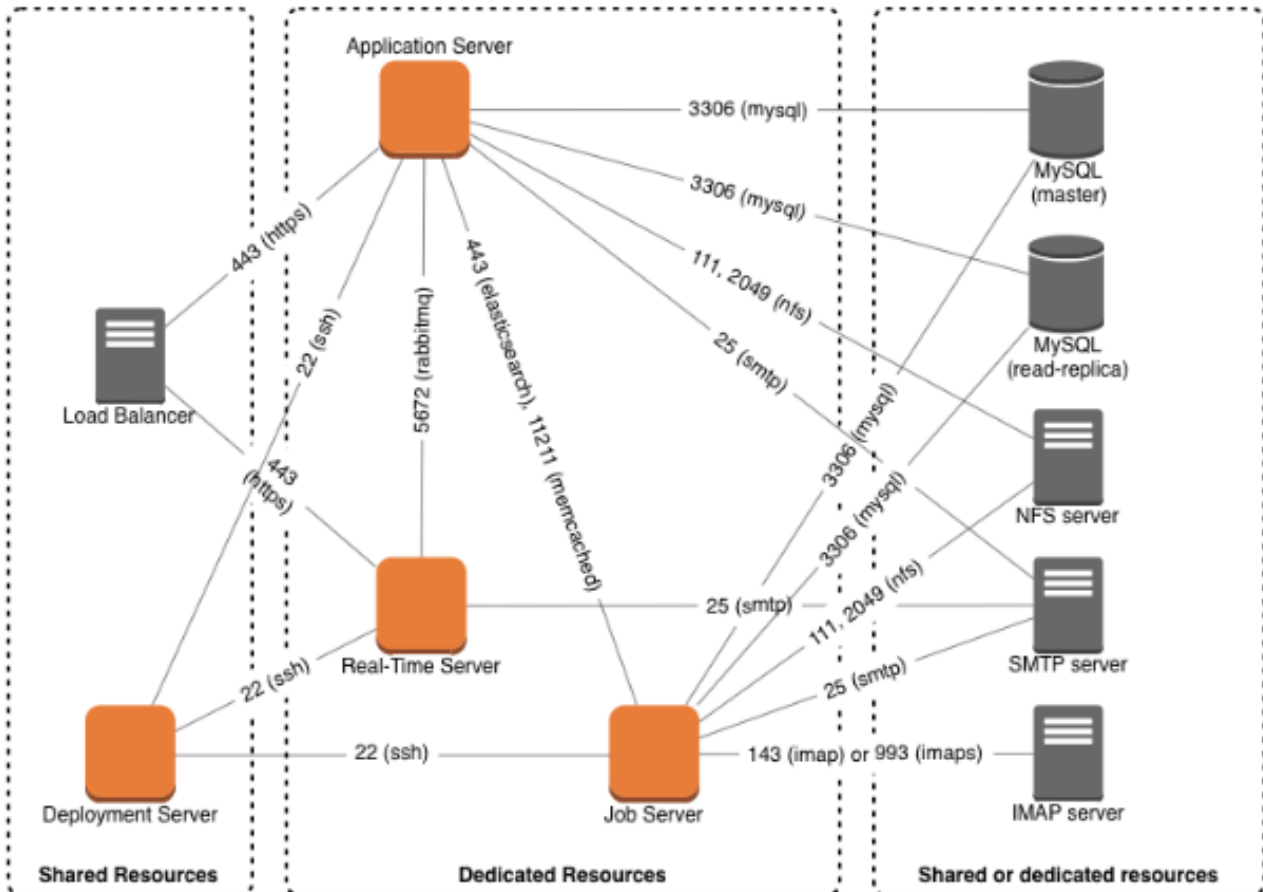 Application Server
3306 (mysql)
MySQL
(master)
3306 (mysql)
443 (https)
111, 2049 (nfs)
22 (ssh)
5672 (rabbitmq)
443 (elasticsearch), 11211 (memcached)
25 (smtp)
MySQL
(read-replica)
Load Balancer
3306 (mysql)
443
(https)
3306 (mysql)
NFS server
111, 2049 (nfs)
25 (smtp)
Real-Time Server
SMTP server
22 (ssh)
25 (smtp)
22 (ssh)
143 (imap) or 993 (imaps)
Deployment Server
Job Server
IMAP server
Shared Resources
Dedicated Resources
Shared or dedicated resources